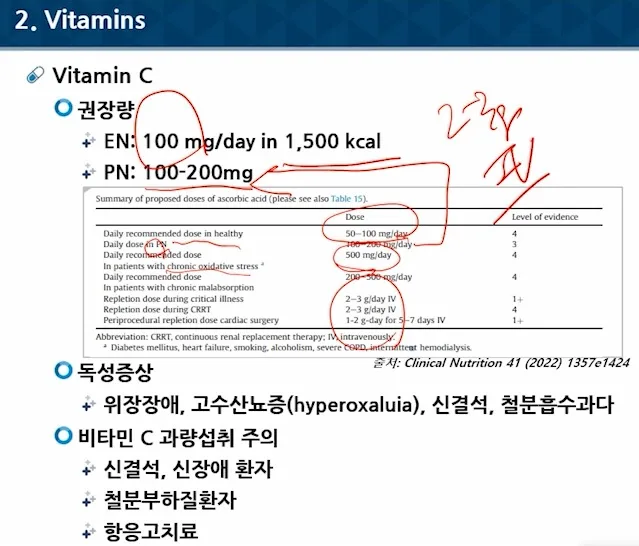 2. Vitamins
Vitamin C
권장량
EN: 100 mg/day in 1,500 kcal
PN: 100-200mg
2-3g
IV
Summary of proposed doses of ascorbic acid (please see also Table 15).
Dose Level of evidence
Daily recommended dose in healthy 50–100 mg/day 4
Daily dose in PN 100–200 mg/day 3
Daily recommended dose 500 mg/day 4
In patients with chronic oxidative stress a
Daily recommended dose 200–500 mg/day 4
In patients with chronic malabsorption
Repletion dose during critical illness 2–3 g/day IV 1+
Repletion dose during CRRT 2–3 g/day IV 4
Periprocedural repletion dose cardiac surgery 1-2 g-day for 5–7 days IV 1+
Abbreviation: CRRT, continuous renal replacement therapy; IV, intravenously.
a Diabetes mellitus, heart failure, smoking, alcoholism, severe COPD, intermittent hemodialysis.
출처: Clinical Nutrition 41 (2022) 1357e1424
독성증상
위장장애, 고수산뇨증(hyperoxaluia), 신결석, 철분흡수과다
비타민 C 과량섭취 주의
신결석, 신장애 환자
철분부하질환자
항응고치료